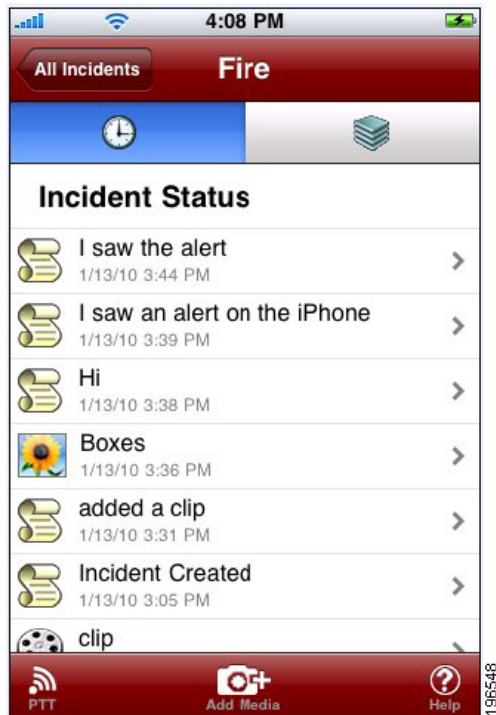 4:08 PM
All Incidents
Fire
Incident Status
I saw the alert
1/13/10 3:44 PM
I saw an alert on the iPhone
1/13/10 3:39 PM
Hi
1/13/10 3:38 PM
Boxes
1/13/10 3:36 PM
added a clip
1/13/10 3:31 PM
Incident Created
1/13/10 3:05 PM
clip
PTT
Add Media
Help
196548